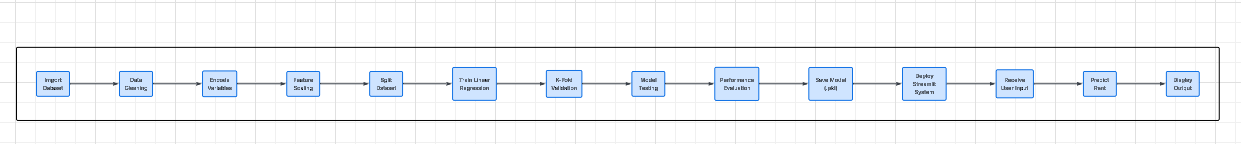 Import
Dataset
Data
Cleaning
Encode
Variables
Feature
Scaling
Split
Dataset
Train Linear
Regression
K-Fold
Validation
Model
Testing
Performance
Evaluation
Save Model
(.pkl)
Deploy
Streamlit
System
Receive
User Input
Predict
Rent
Display
Output